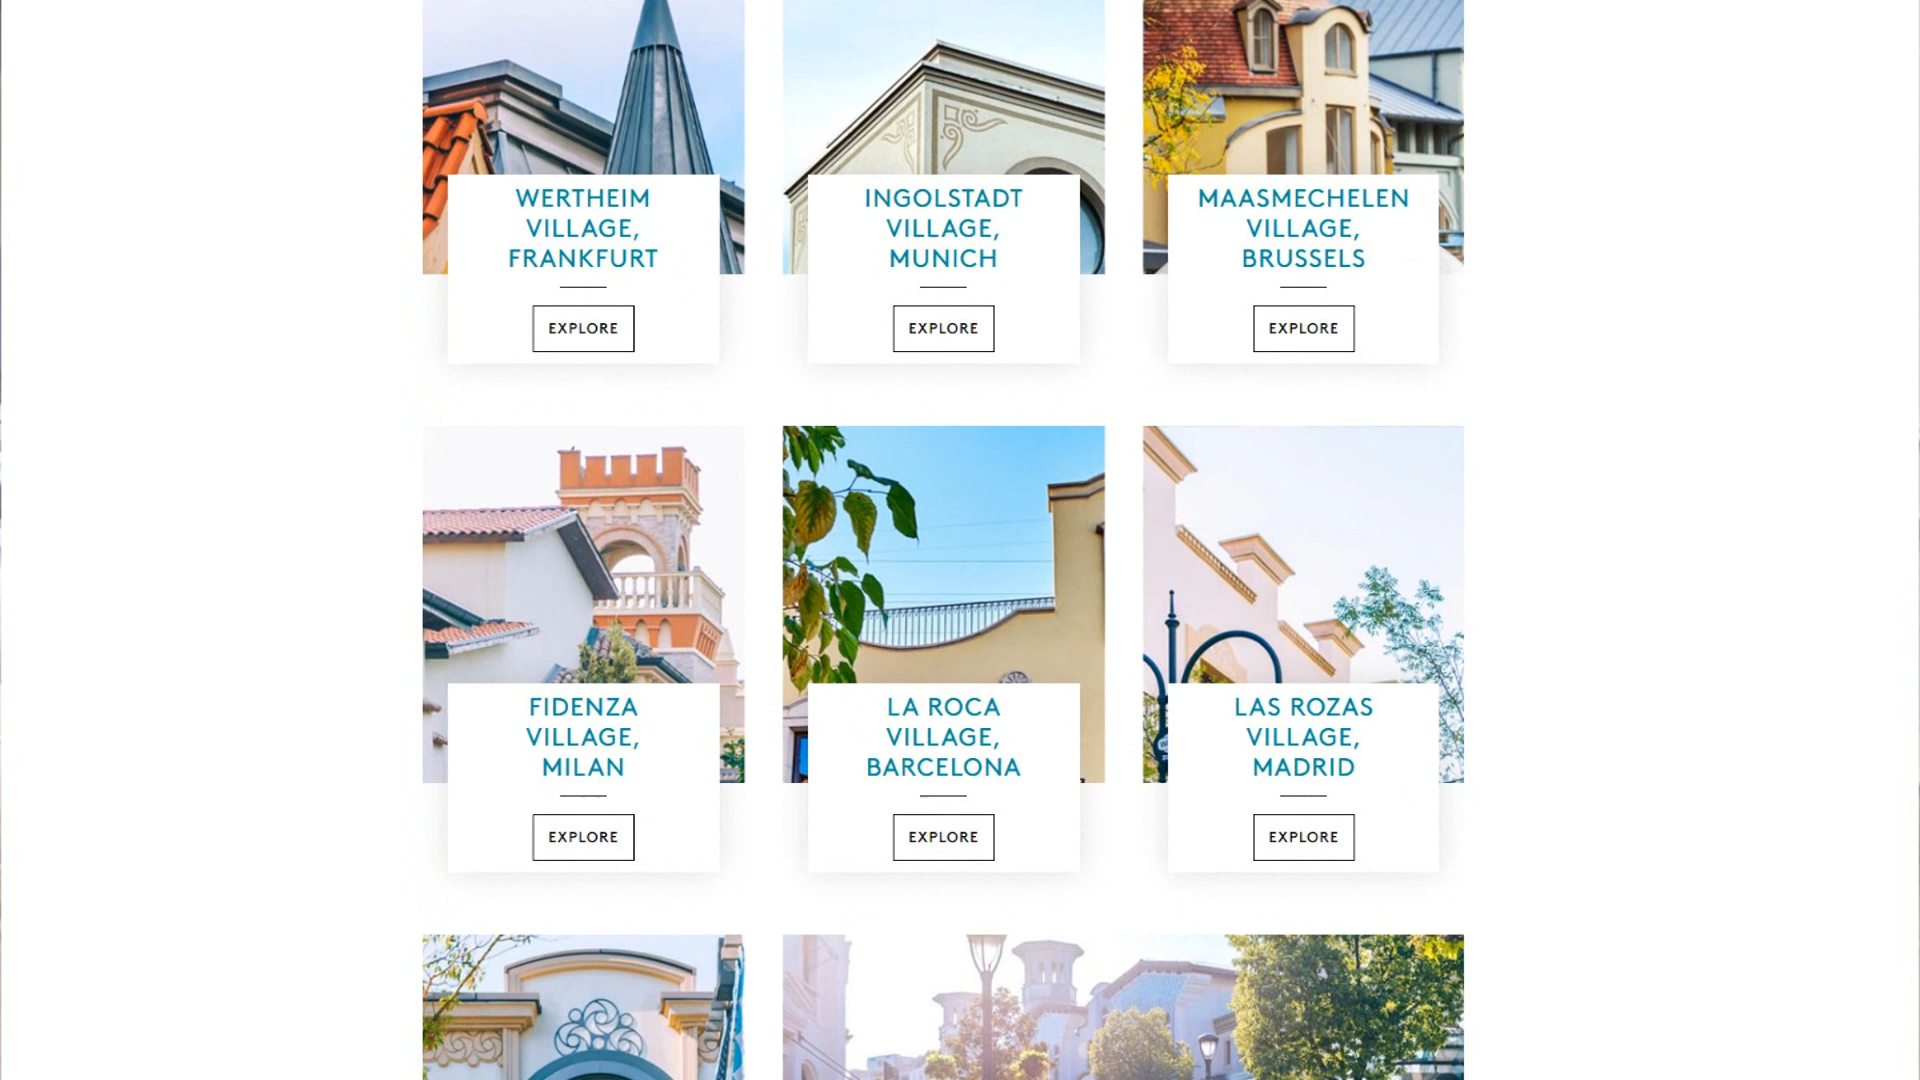 WERTHEIM
VILLAGE,
FRANKFURT
EXPLORE
INGOLSTADT
VILLAGE,
MUNICH
EXPLORE
MAASMECHELEN
VILLAGE,
BRUSSELS
EXPLORE
FIDENZA
VILLAGE,
MILAN
EXPLORE
LA ROCA
VILLAGE,
BARCELONA
EXPLORE
LAS ROZAS
VILLAGE,
MADRID
EXPLORE